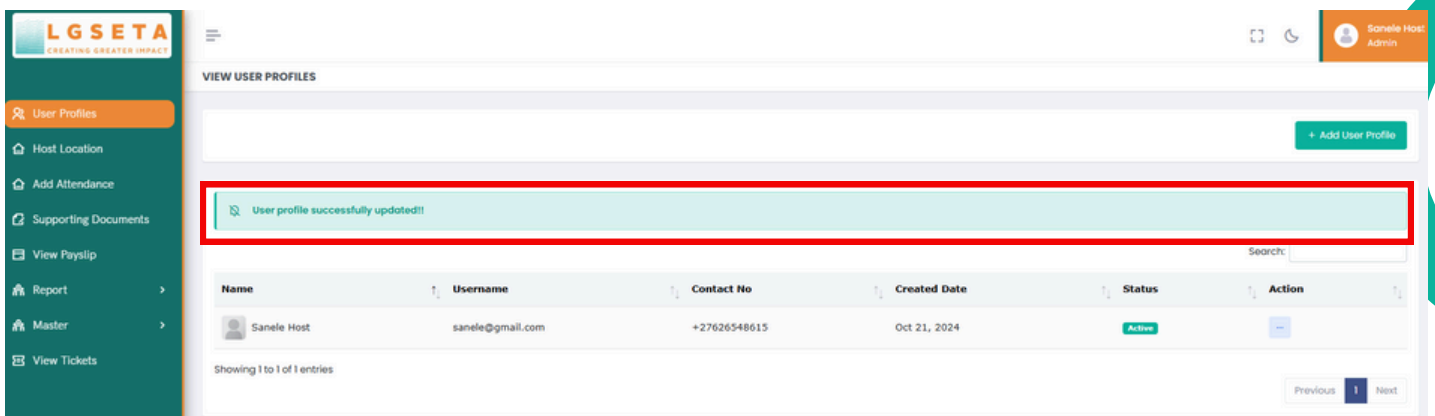 LGSETA
CREATING GREATER IMPACT
Sanele Host
Admin
VIEW USER PROFILES
User Profiles
+ Add User Profile
Host Location
Add Attendance
User profile successfully updated!!!
Supporting Documents
View Payslip
Search:
Report
Name Username Contact No Created Date Status Action
Master
Sanele Host sanele@gmail.com +27626548615 Oct 21, 2024 Active ...
View Tickets
Showing 1 to 1 of 1 entries
Previous 1 Next